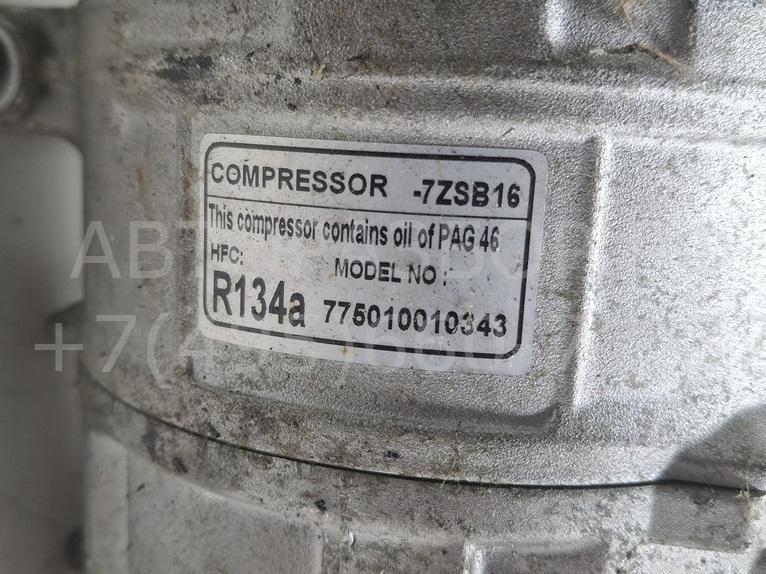 COMPRESSOR -7ZSB16
This compressor contains oil of PAG 46
HFC: MODEL NO :
R134a 775010010343